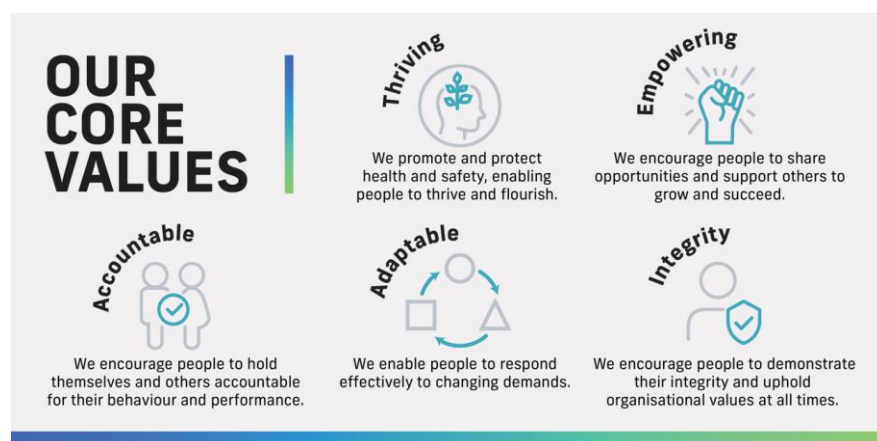 OUR
CORE
VALUES
Thriving
We promote and protect
health and safety, enabling
people to thrive and flourish.
Empowering
We encourage people to share
opportunities and support others to
grow and succeed.
Accountable
We encourage people to hold
themselves and others accountable
for their behaviour and performance.
Adaptable
We enable people to respond
effectively to changing demands.
Integrity
We encourage people to demonstrate
their integrity and uphold
organisational values at all times.